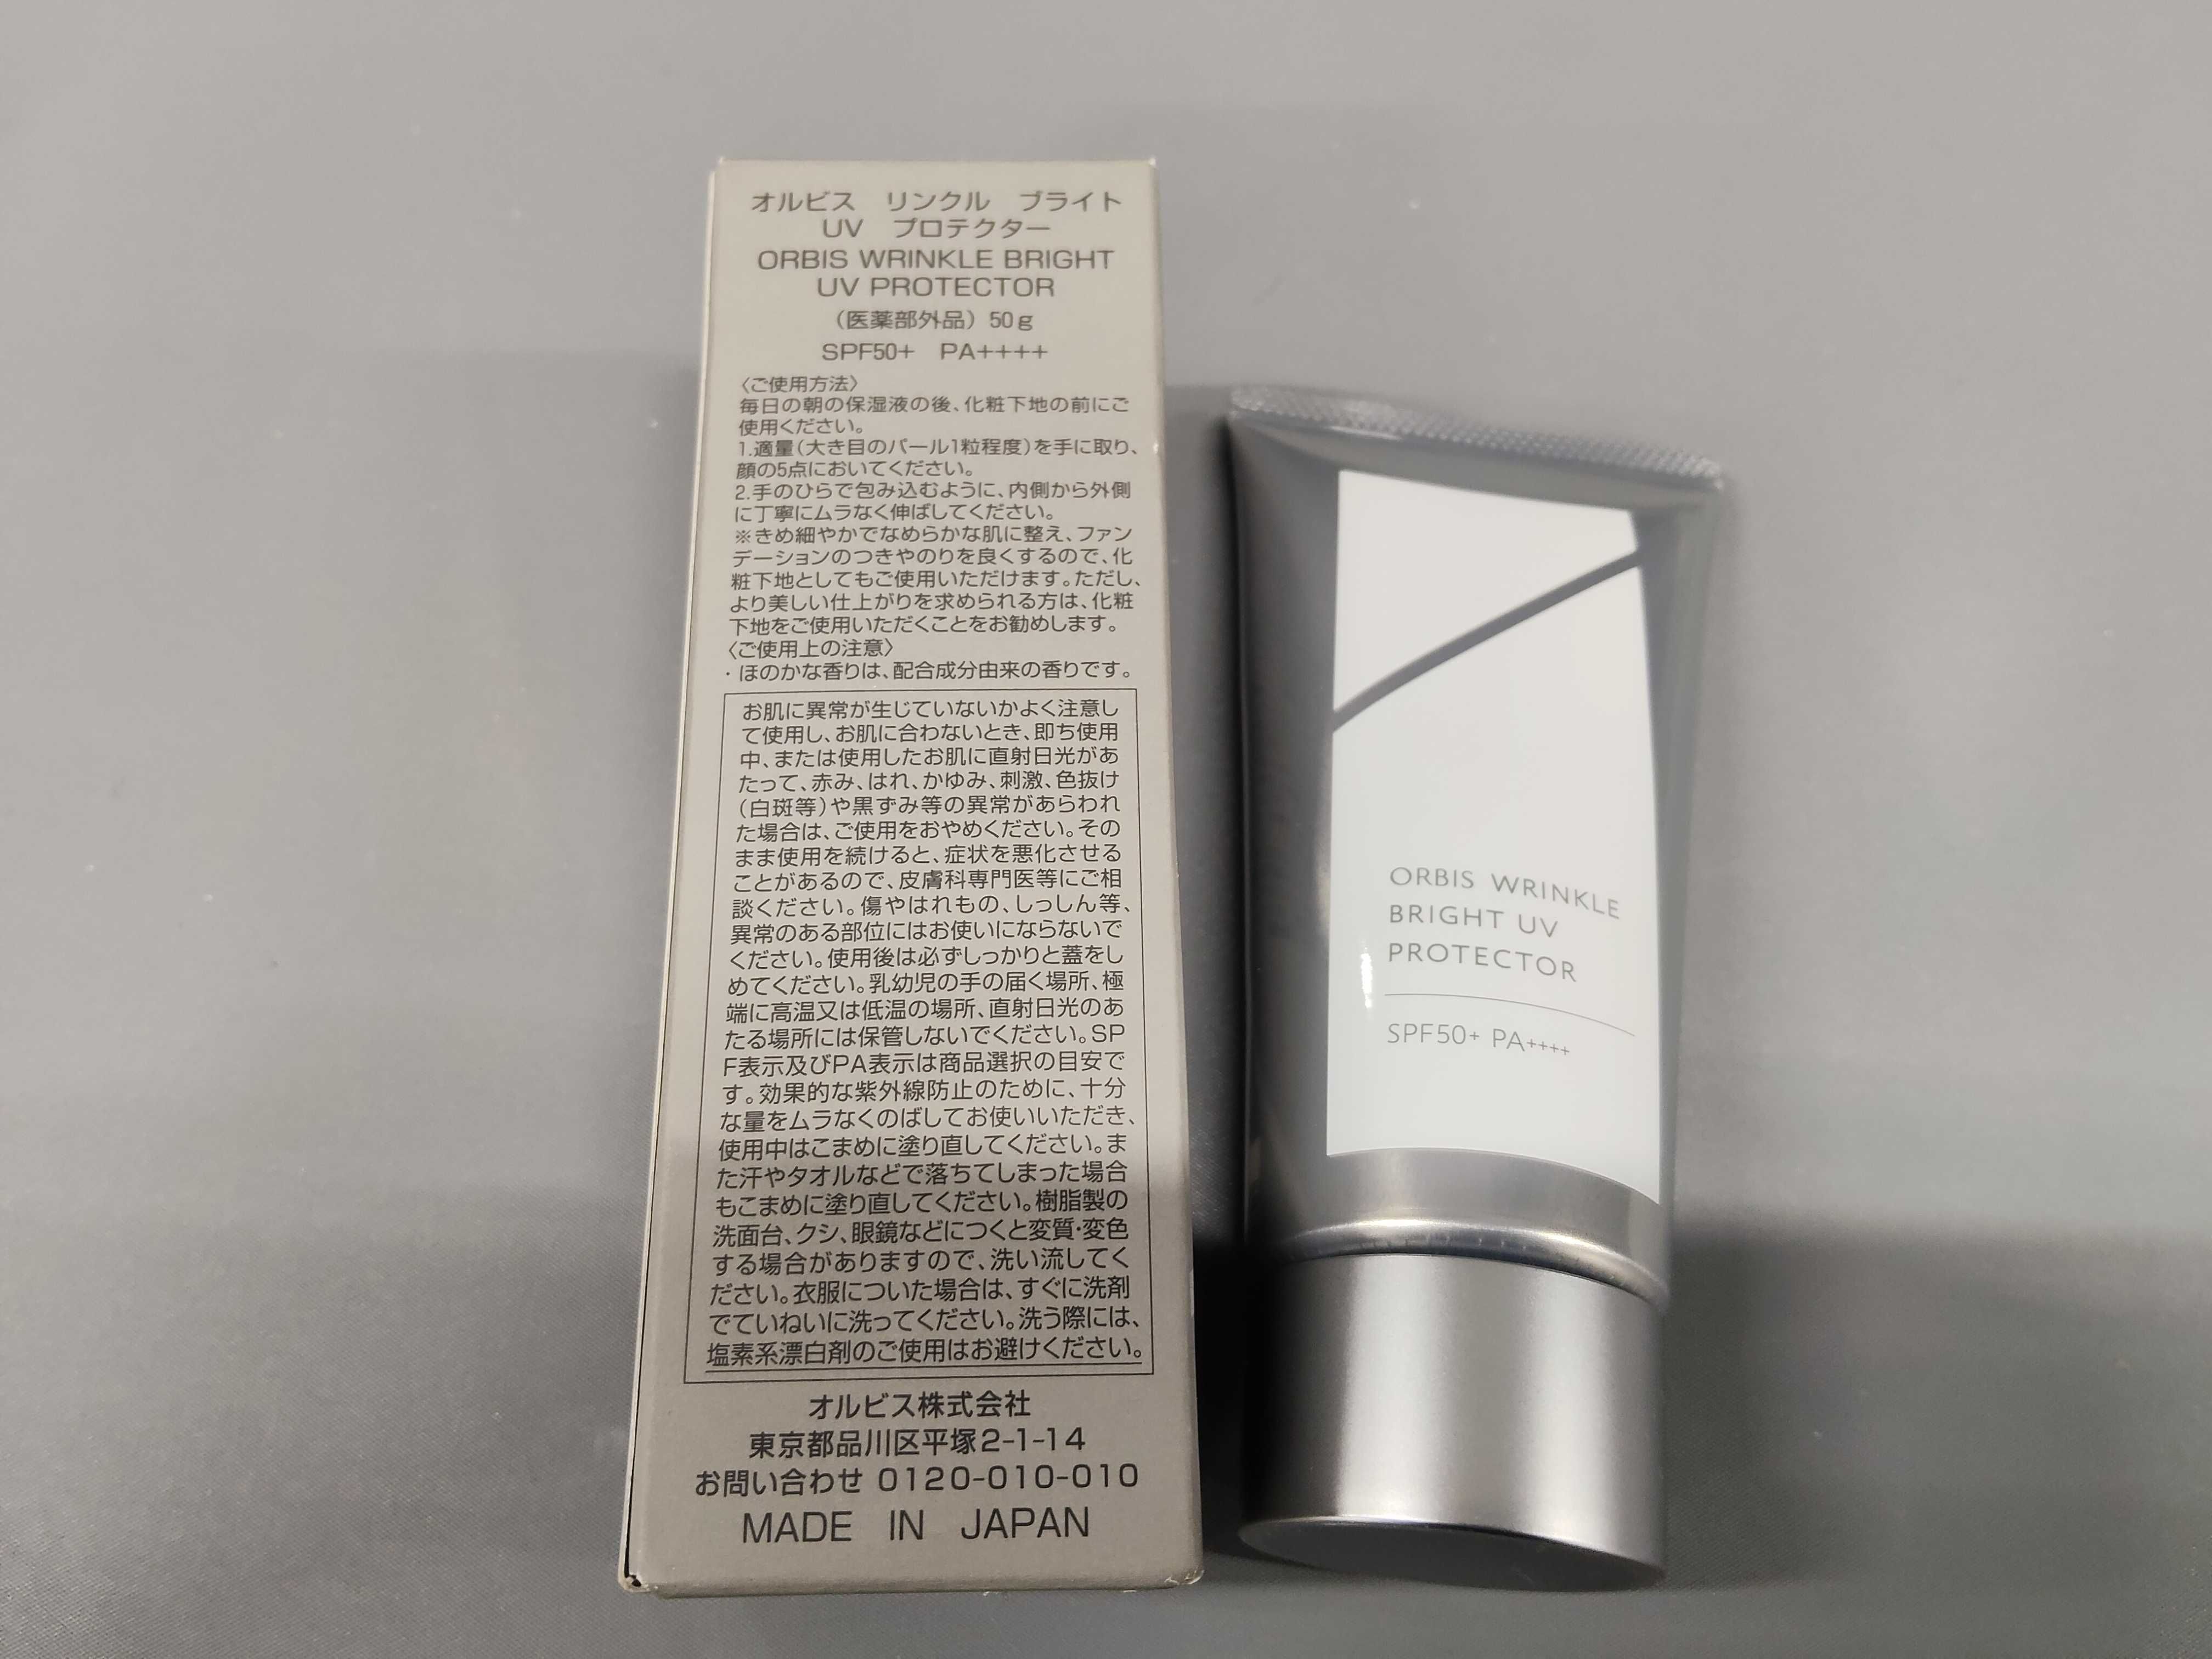 オルビス　リンクル　ブライト
UV　プロテクター
ORBIS WRINKLE BRIGHT
UV PROTECTOR
（医薬部外品）50g
SPF50+　PA++++
〈ご使用方法〉
毎日の朝の保湿液の後、化粧下地の前にご
使用ください。
1.適量（大き目のパール1粒程度）を手に取り、
顔の5点においてください。
2.手のひらで包み込むように、内側から外側
に丁寧にムラなく伸ばしてください。
※きめ細やかでなめらかな肌に整え、ファン
デーションのつきやのりを良くするので、化
粧下地としてもご使用いただけます。ただし、
より美しい仕上がりを求められる方は、化粧
下地をご使用いただくことをお勧めします。
〈ご使用上の注意〉
・ほのかな香りは、配合成分由来の香りです。
お肌に異常が生じていないかよく注意し
て使用し、お肌に合わないとき、即ち使用
中、または使用したお肌に直射日光があ
たって、赤み、はれ、かゆみ、刺激、色抜け
（白斑等）や黒ずみ等の異常があらわれ
た場合は、ご使用をおやめください。その
まま使用を続けると、症状を悪化させる
ことがあるので、皮膚科専門医等にご相
談ください。傷やはれもの、しっしん等、
異常のある部位にはお使いにならないで
ください。使用後は必ずしっかりと蓋をし
めてください。乳幼児の手の届く場所、極
端に高温又は低温の場所、直射日光のあ
たる場所には保管しないでください。SP
F表示及びPA表示は商品選択の目安で
す。効果的な紫外線防止のために、十分
な量をムラなくのばしてお使いいただき、
使用中はこまめに塗り直してください。ま
た汗やタオルなどで落ちてしまった場合
もこまめに塗り直してください。樹脂製の
洗面台、クシ、眼鏡などにつくと変質・変色
する場合がありますので、洗い流してく
ださい。衣服についた場合は、すぐに洗剤
でていねいに洗ってください。洗う際には、
塩素系漂白剤のご使用はお避けください。
オルビス株式会社
東京都品川区平塚2-1-14
お問い合わせ 0120-010-010
MADE IN JAPAN
ORBIS WRINKLE
BRIGHT UV
PROTECTOR
SPF50+ PA++++